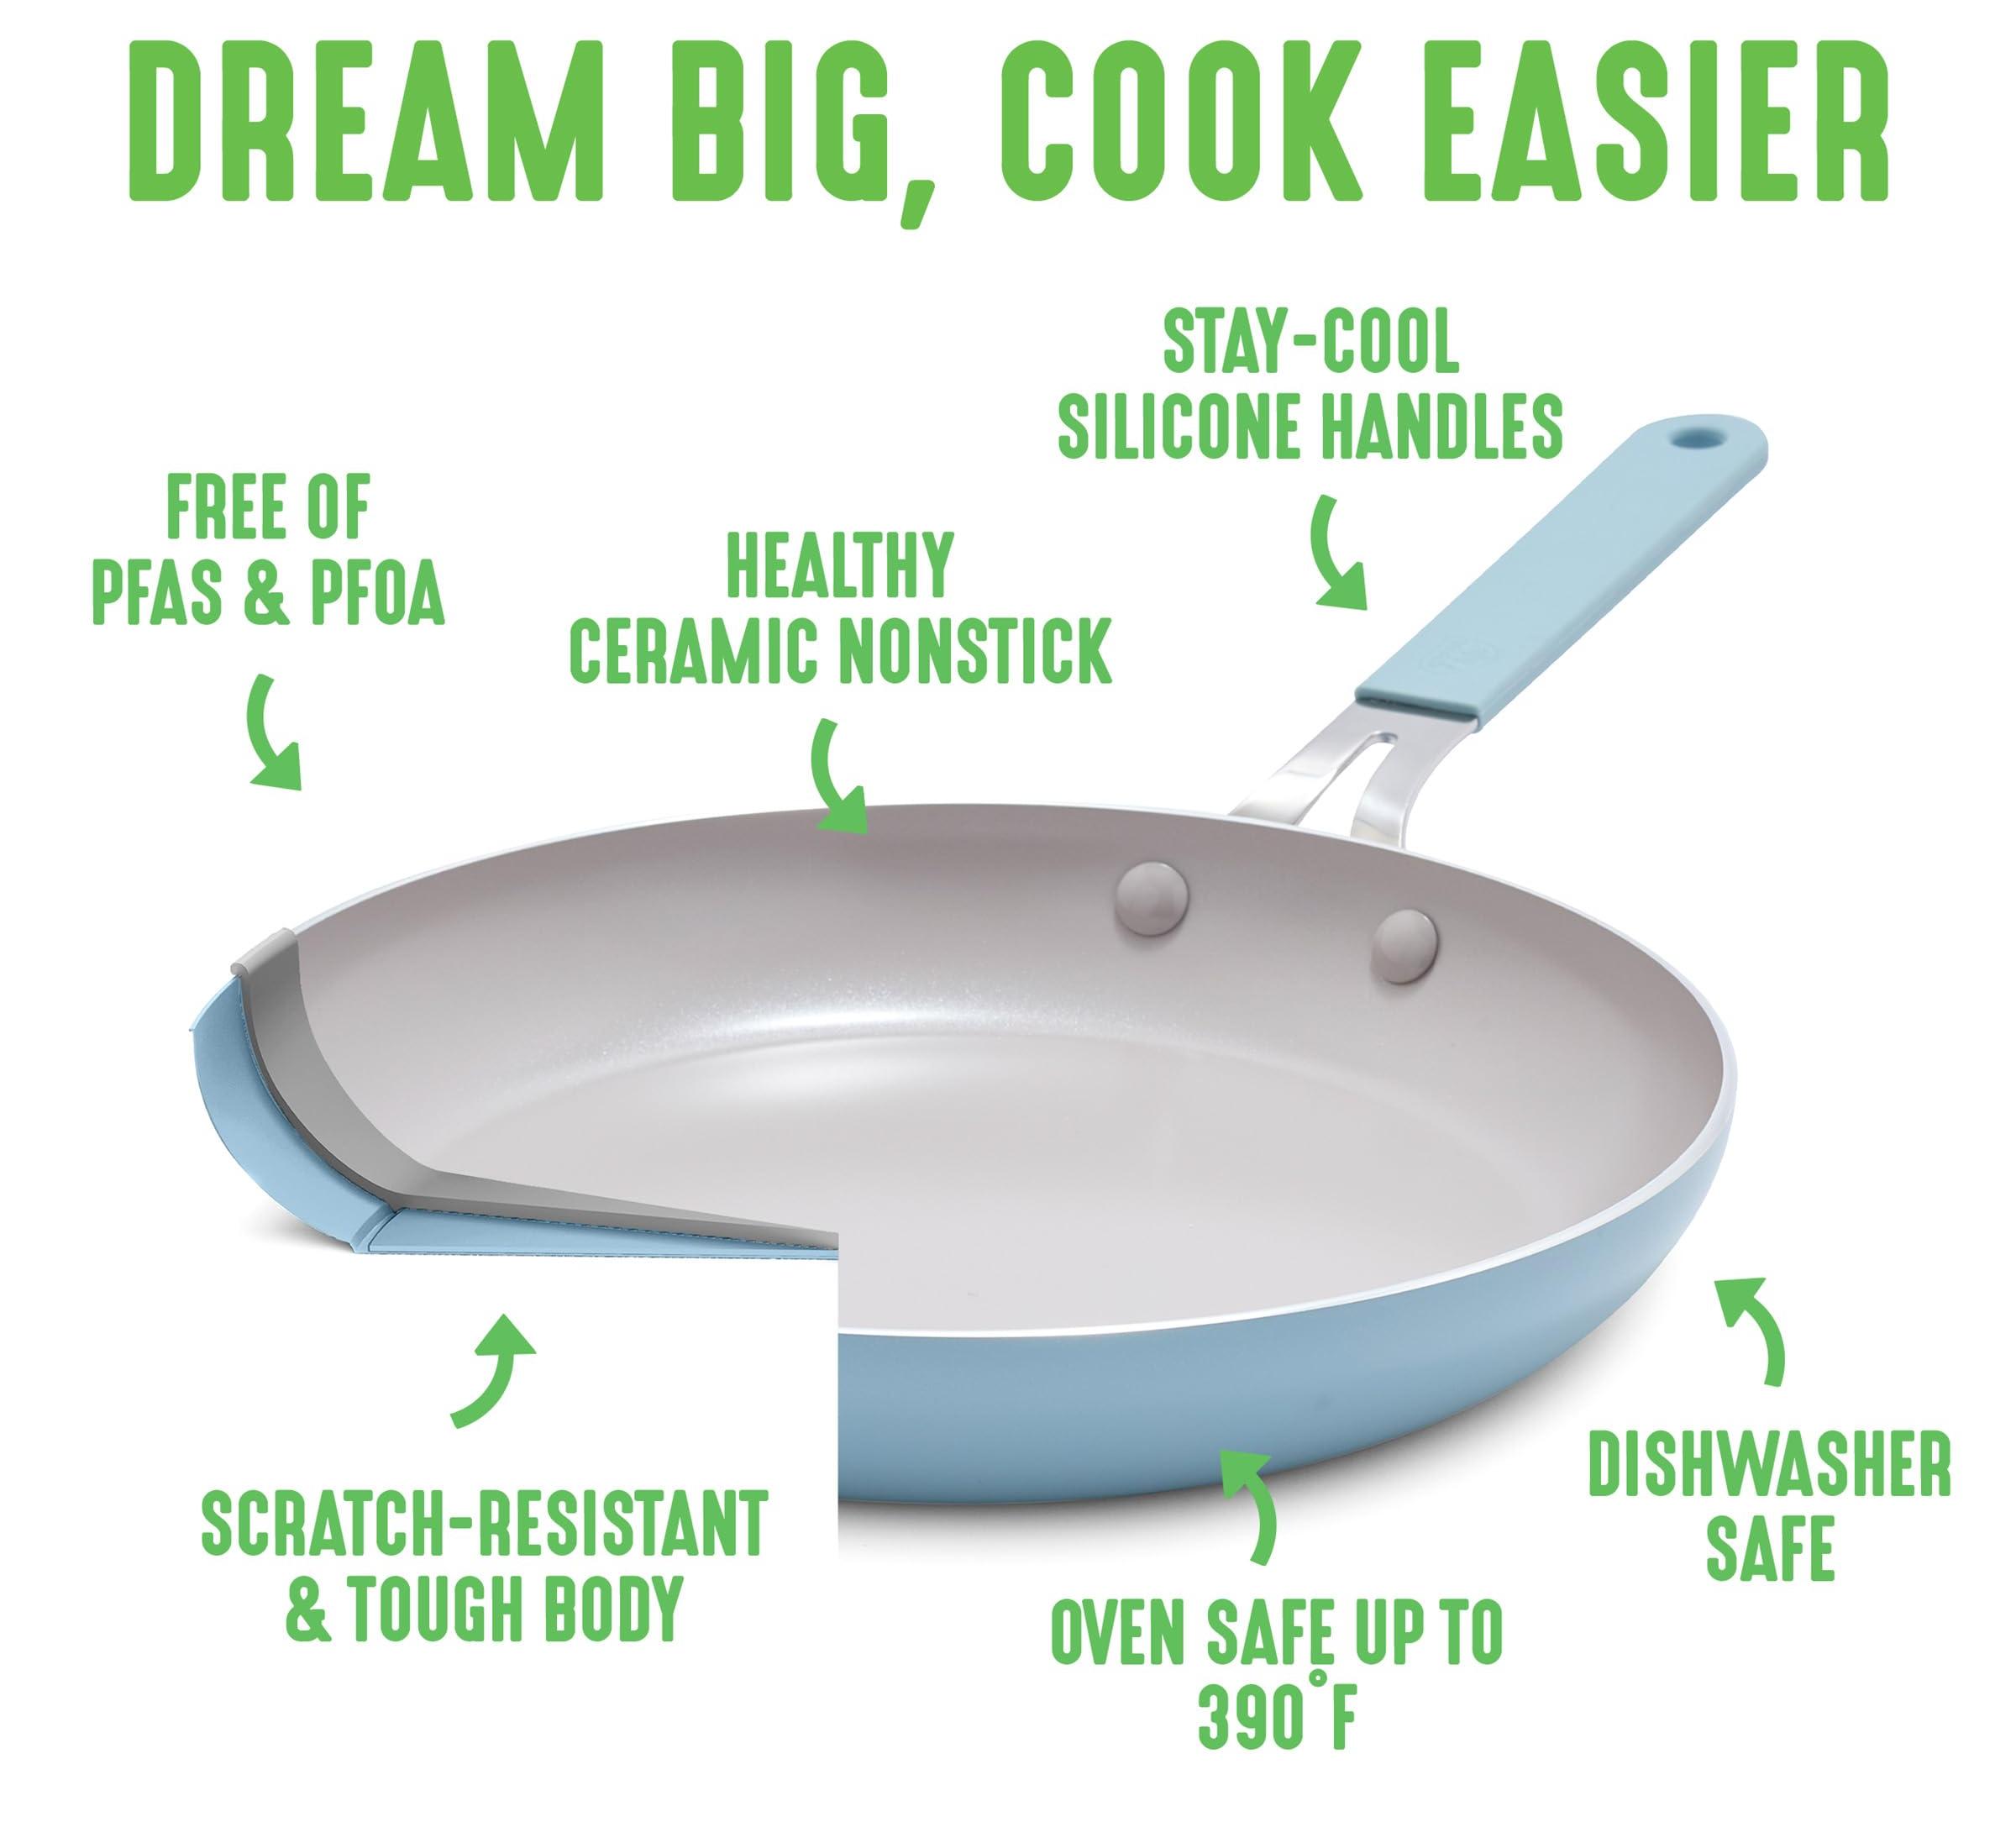 DREAM BIG, COOK EASIER
STAY-COOL
SILICONE HANDLES
FREE OF
PFAS & PFOA
HEALTHY
CERAMIC NONSTICK
SCRATCH-RESISTANT
& TOUGH BODY
DISHWASHER
SAFE
OVEN SAFE UP TO
390°F